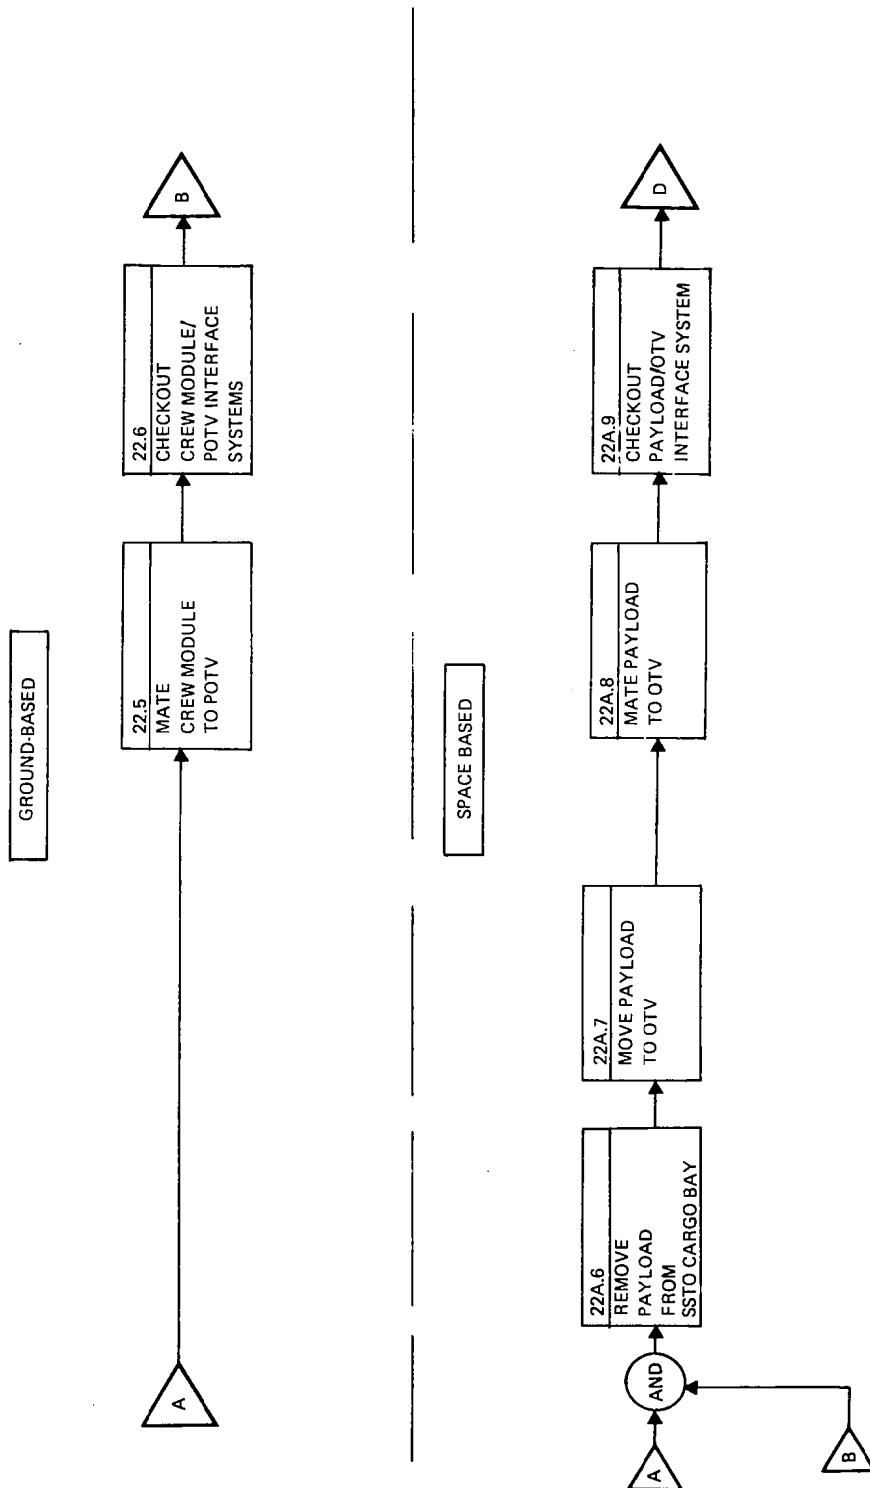 GROUND-BASED
A
22.5
MATE
CREW MODULE
TO POTV
22.6
CHECKOUT
CREW MODULE/
POTV INTERFACE
SYSTEMS
B
SPACE BASED
A
B
AND
22A.6
REMOVE
PAYLOAD
FROM
SSTO CARGO BAY
22A.7
MOVE PAYLOAD
TO OTV
22A.8
MATE PAYLOAD
TO OTV
22A.9
CHECKOUT
PAYLOAD/OTV
INTERFACE SYSTEM
D